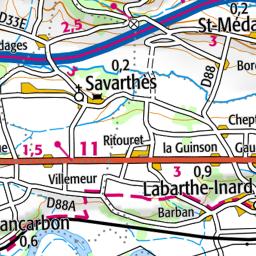 D33E
2,5
0,2
St-Méda
dages
3
3
0,2
Savarthès
D88
Bor
Chept
Ritouret
la Guinson
Gau
ue
1,5
11
3
0,9
Villemeur
Labarthe-Inard
D88A
Barban
ancarbon
0,6